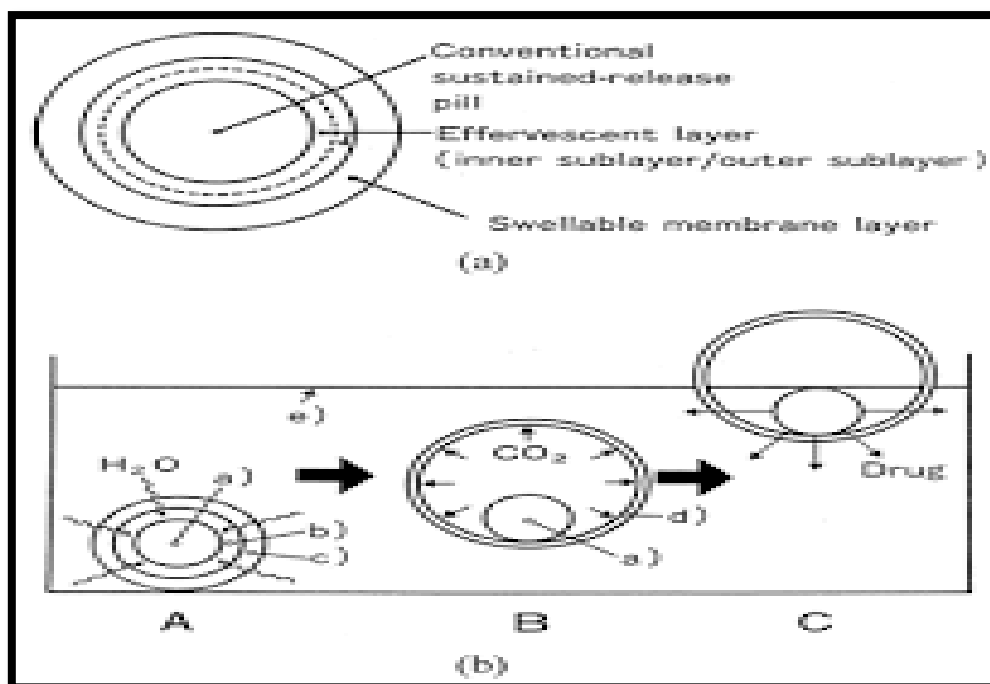 Conventional
sustained-release
pill
Effervescent layer
(inner sublayer/outer sublayer)
Swellable membrane layer
(a)
e)
H₂O
a)
b)
c)
CO₂
d)
a)
Drug
A
B
C
(b)